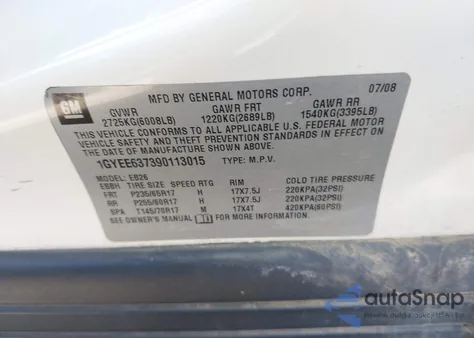 GM
MFD BY GENERAL MOTORS CORP. 07/08
GVWR GAWR FRT GAWR RR
2725KG(6008LB) 1220KG(2689LB) 1540KG(3395LB)
THIS VEHICLE CONFORMS TO ALL APPLICABLE U.S. FEDERAL MOTOR
VEHICLE SAFETY, BUMPER, AND THEFT PREVENTION STANDARDS IN
EFFECT ON THE DATE OF MANUFACTURE SHOWN ABOVE.
1GYEE637390113015 TYPE: M.P.V.
MODEL: EB26
EBBH TIRE SIZE SPEED RTG RIM COLD TIRE PRESSURE
FRT P235/65R17 H 17X7.5J 220KPA(32PSI)
RR P255/60R17 H 17X7.5J 220KPA(32PSI)
SPA T145/70R17 M 17X4T 420KPA(60PSI)
SEE OWNER'S MANUAL FOR MORE INFORMATION.
autoSnap